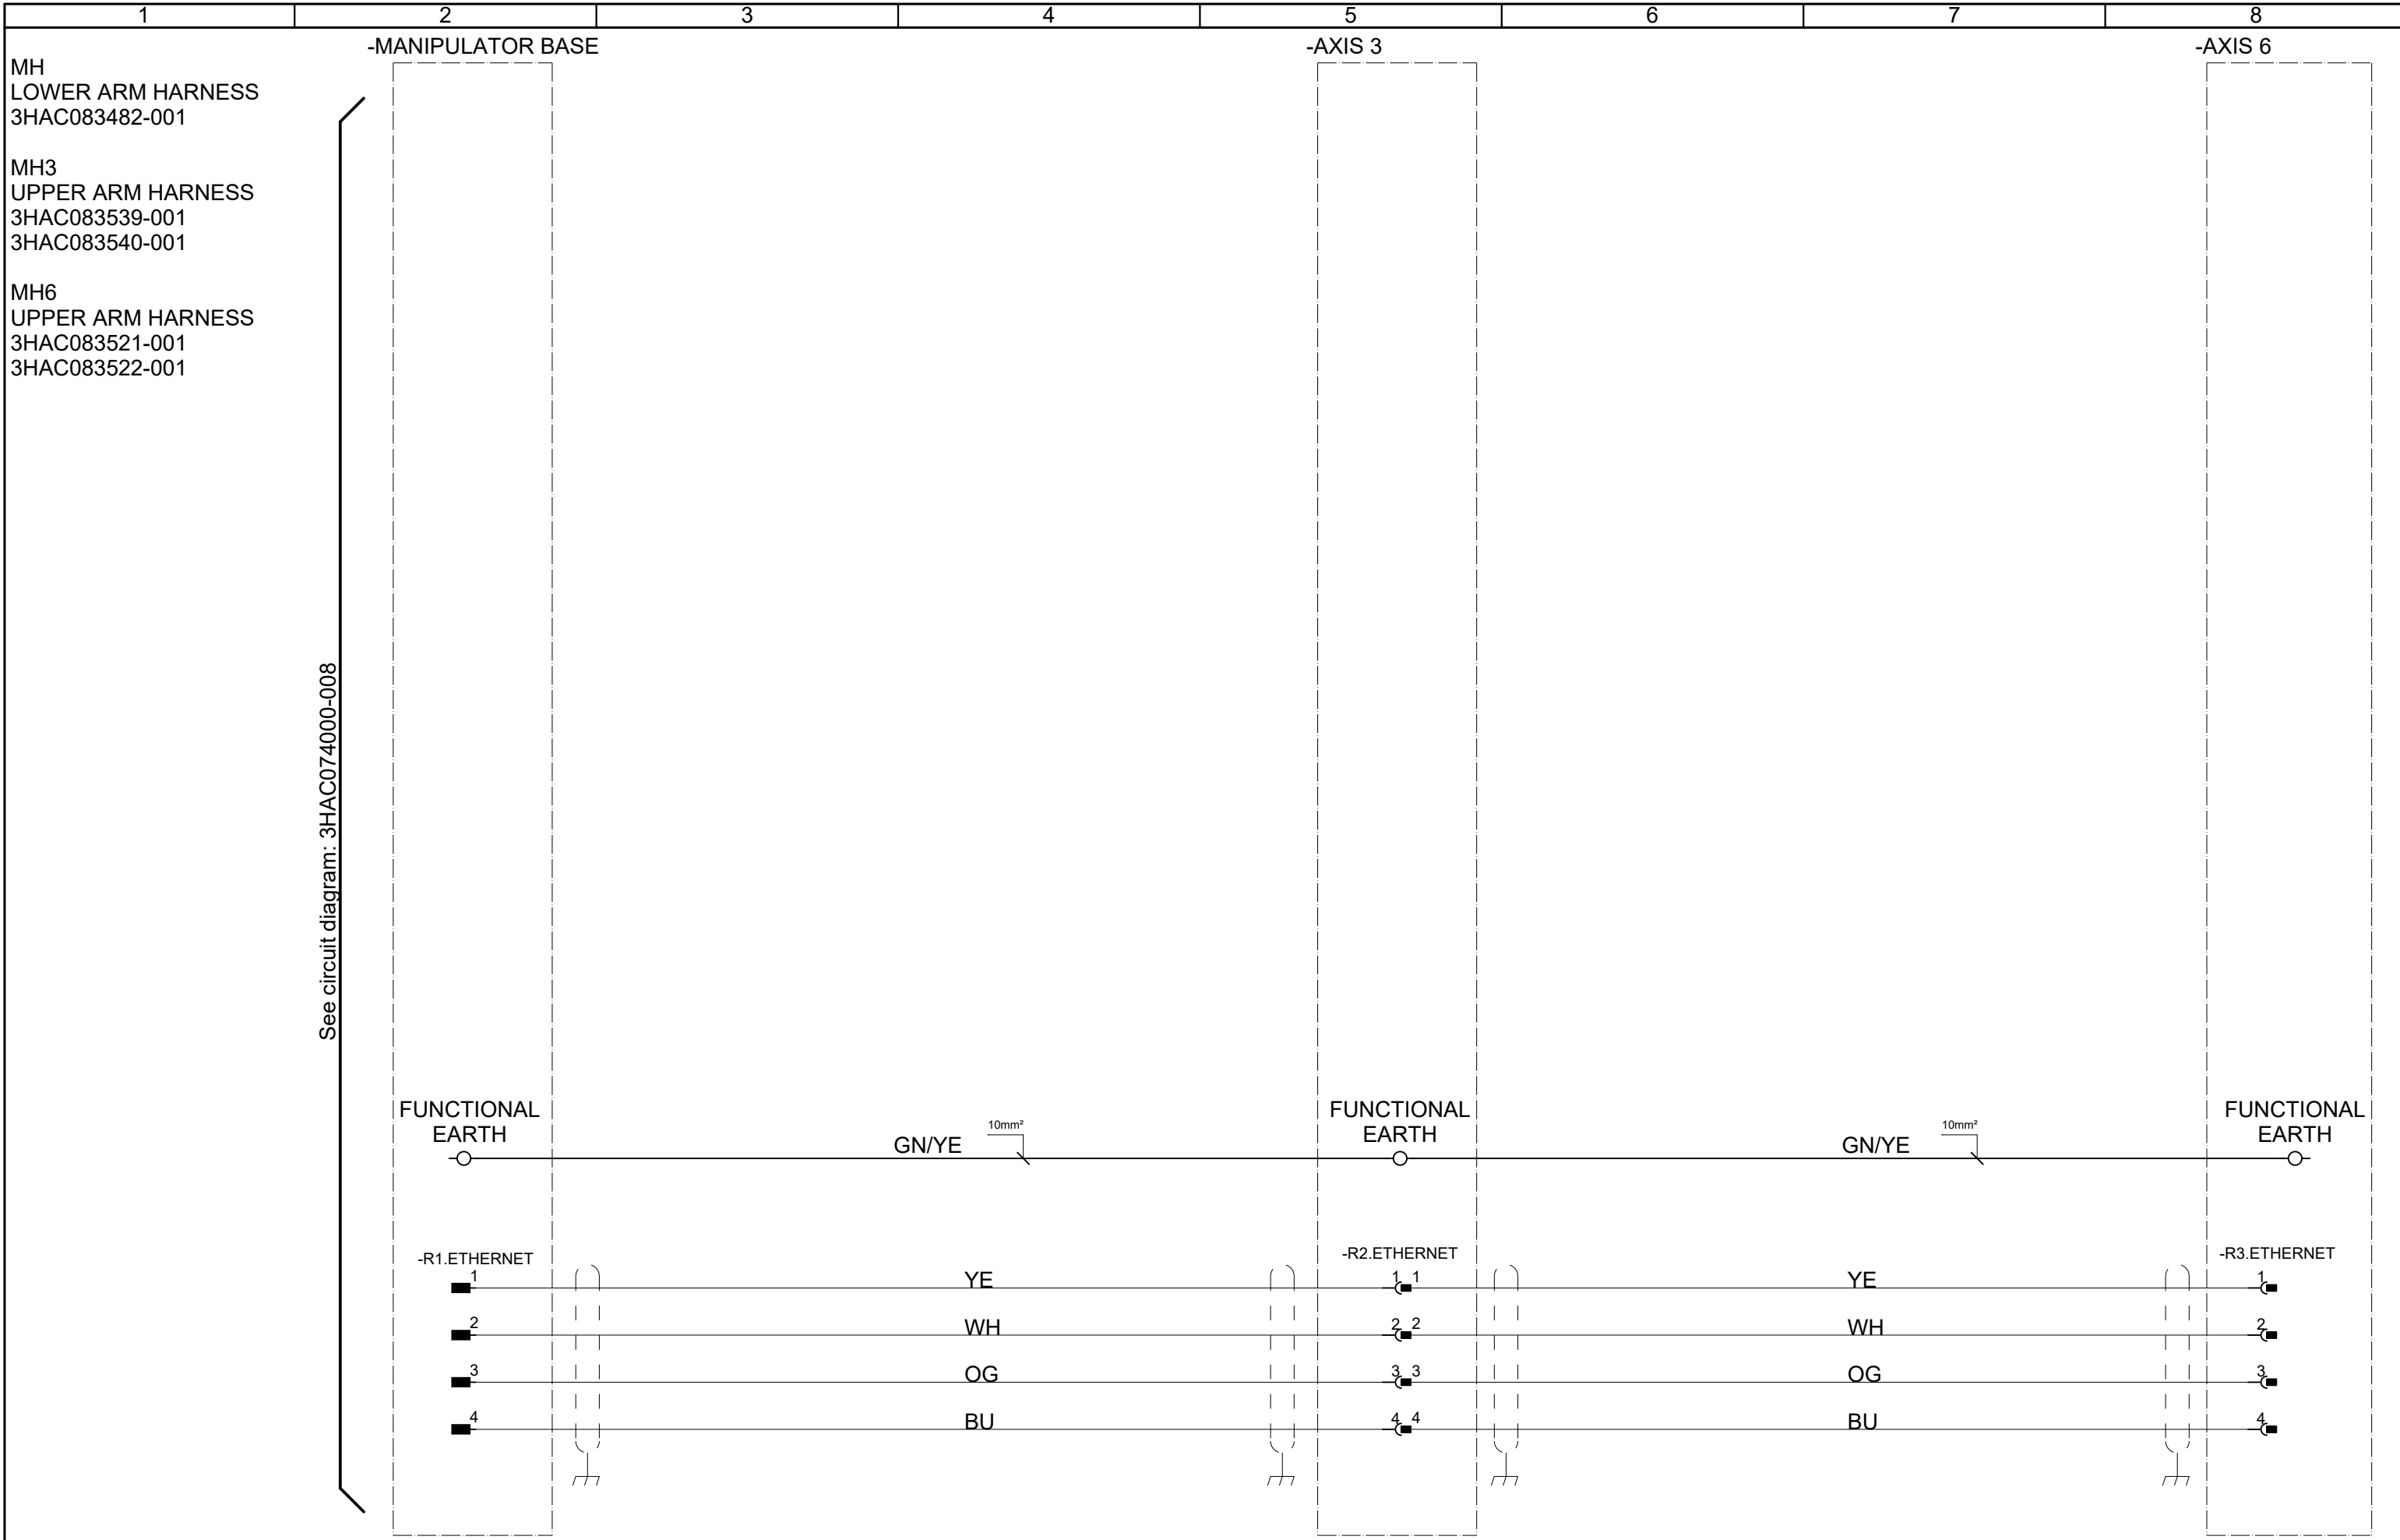 1 2 3 4 5 6 7 8
-MANIPULATOR BASE
-AXIS 3
-AXIS 6
MH
LOWER ARM HARNESS
3HAC083482-001
MH3
UPPER ARM HARNESS
3HAC083539-001
3HAC083540-001
MH6
UPPER ARM HARNESS
3HAC083521-001
3HAC083522-001
See circuit diagram: 3HAC074000-008
FUNCTIONAL
EARTH
GN/YE
10mm²
FUNCTIONAL
EARTH
GN/YE
10mm²
FUNCTIONAL
EARTH
-R1.ETHERNET
-R2.ETHERNET
-R3.ETHERNET
1 YE 1 1 YE 1
2 WH 2 2 WH 2
3 OG 3 3 OG 3
4 BU 4 4 BU 4